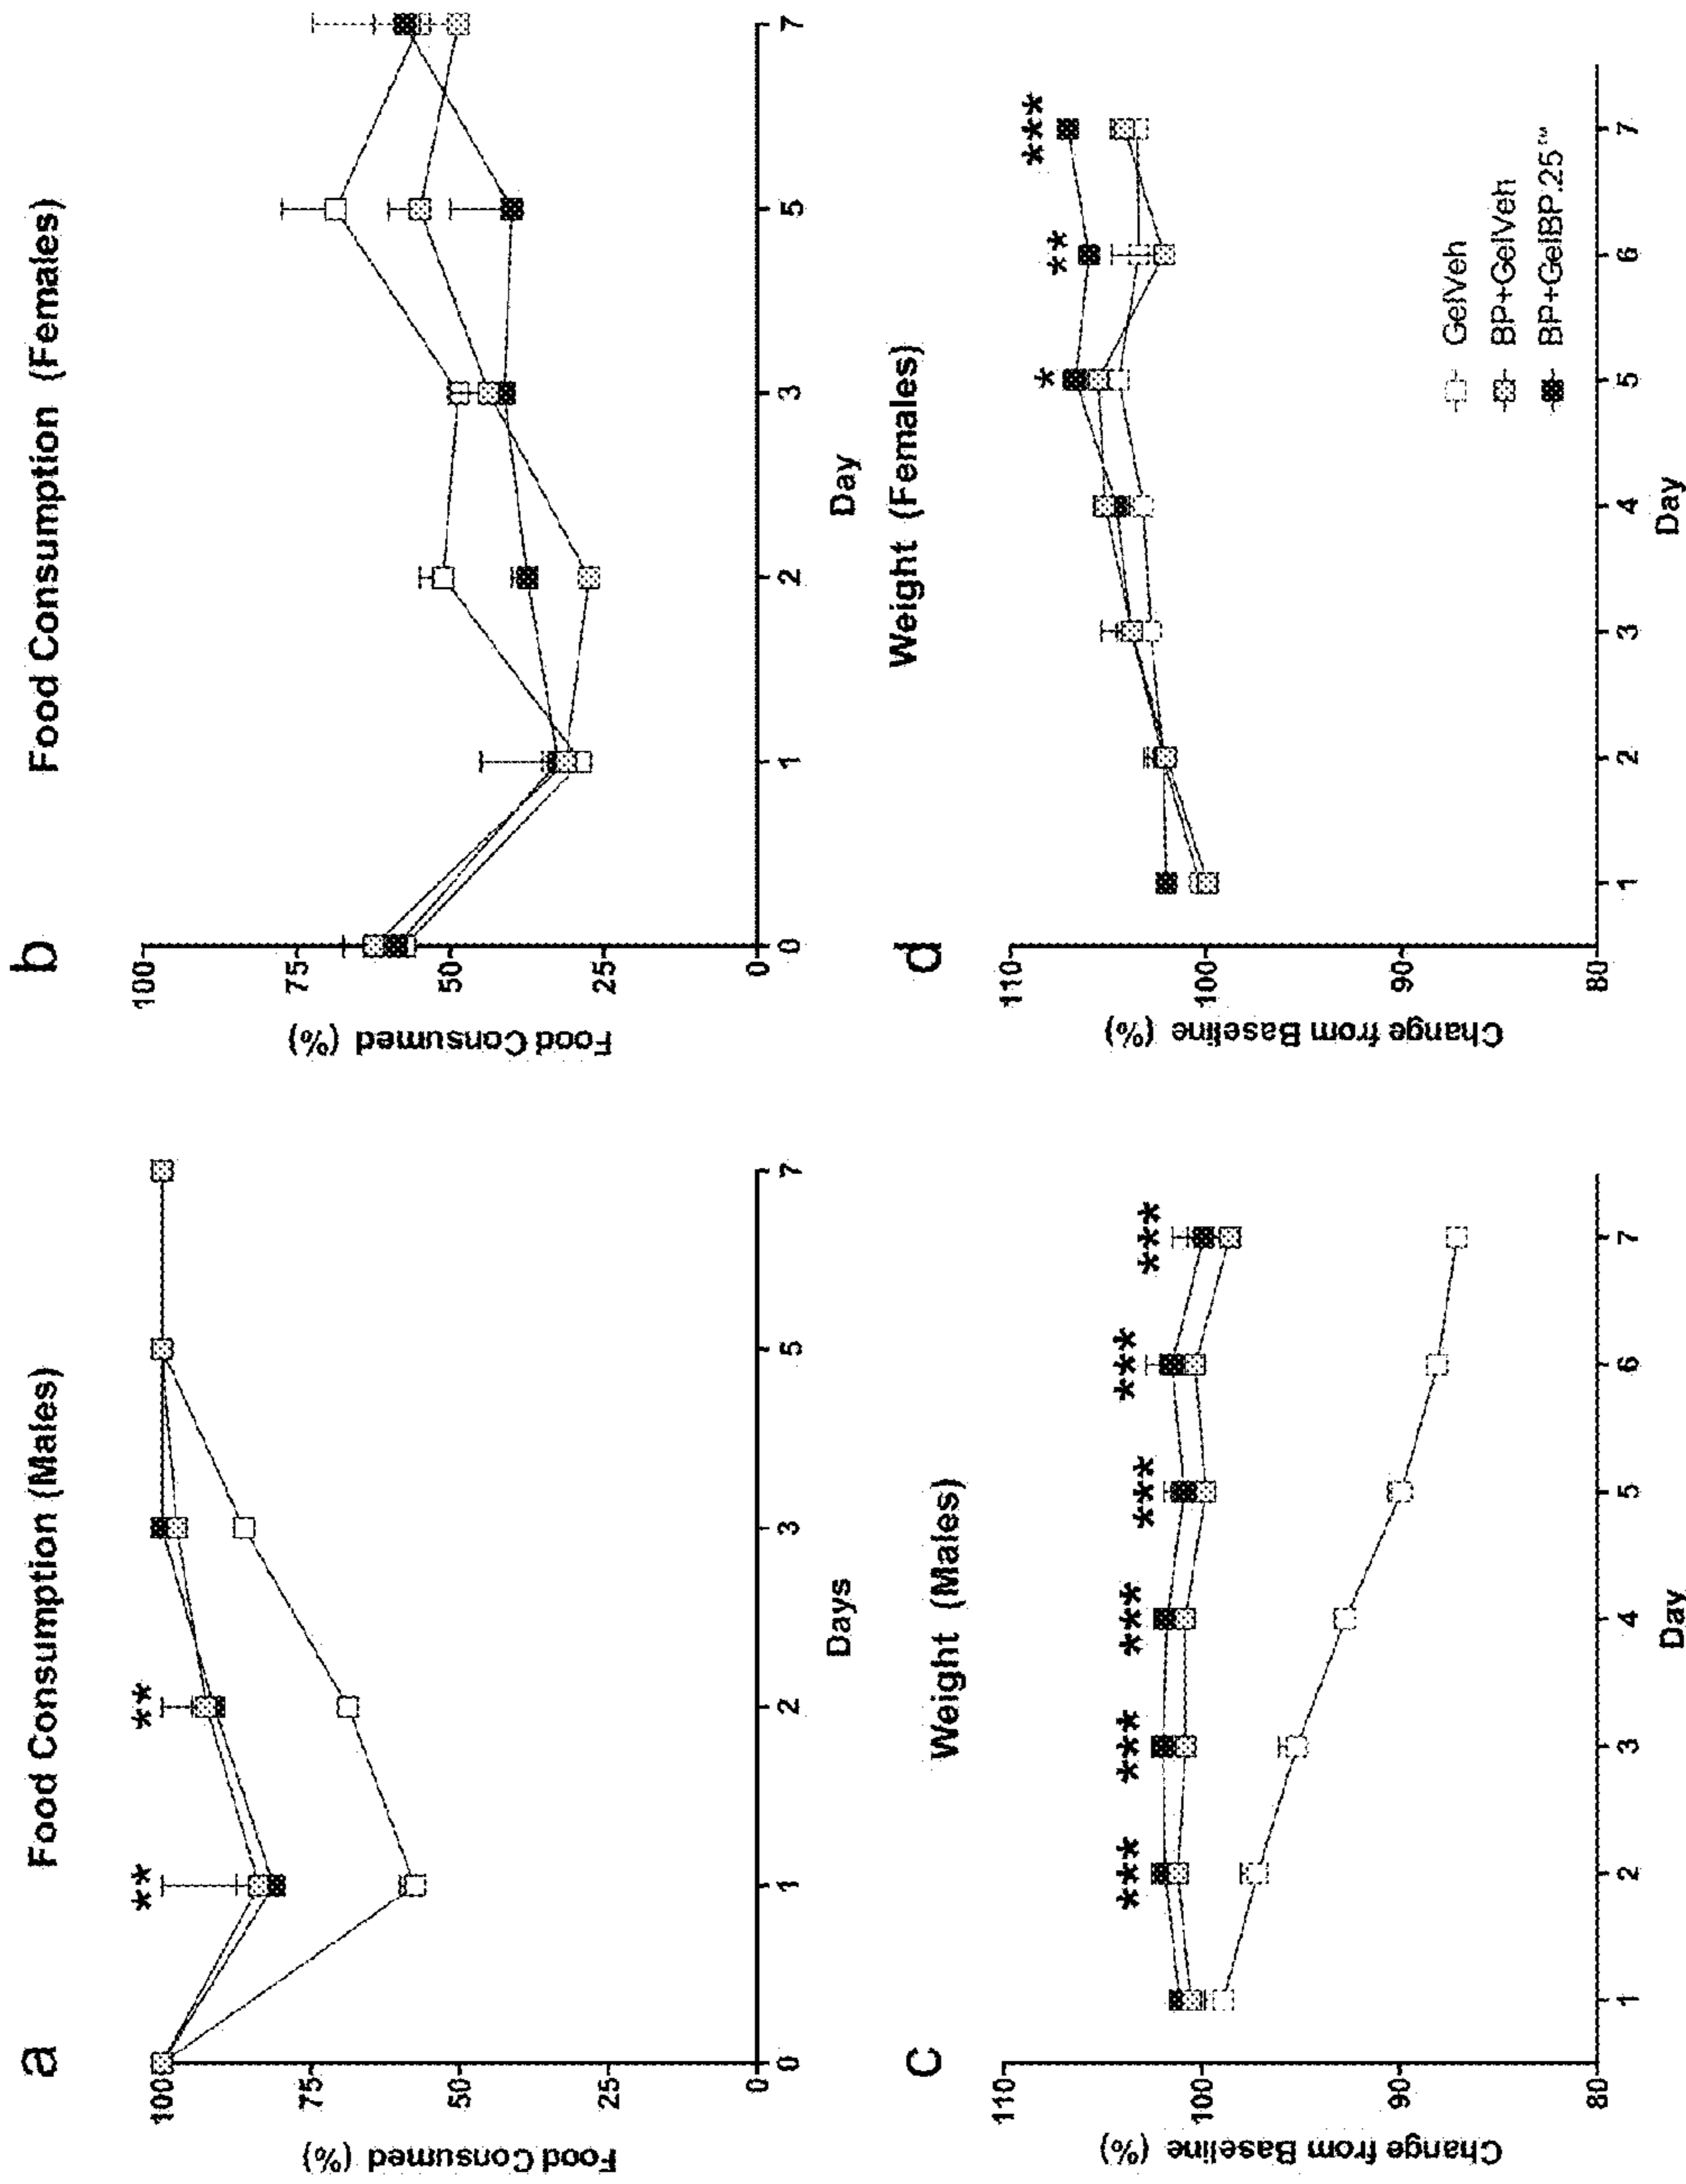 a
Food Consumption (Males)
Food Consumed (%)
100
75
50
25
0
**
**
0
1
2
3
5
7
Days
b
Food Consumption (Females)
Food Consumed (%)
100
75
50
25
0
0
1
2
3
5
7
Day
c
Weight (Males)
Change from Baseline (%)
110
100
90
80
***
***
***
***
***
***
1
2
3
4
5
6
7
Day
d
Weight (Females)
Change from Baseline (%)
110
100
90
80
*
**
***
1
2
3
4
5
6
7
Day
GelVeh
BP+GelVeh
BP+GelBP.25™